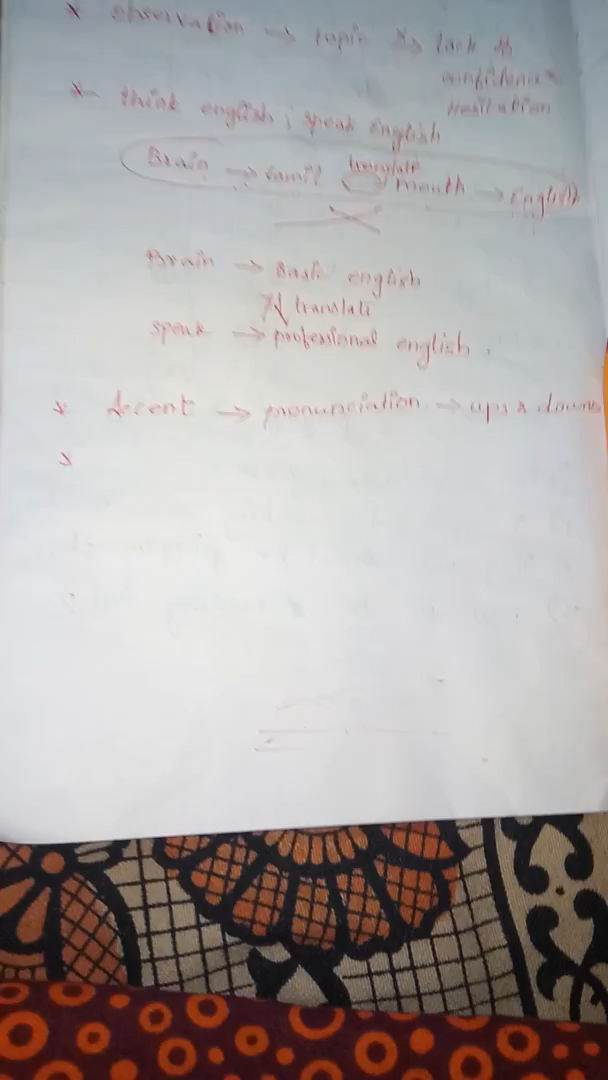 * observation → topic → lack of
confidence &
Hesitation
* think english, speak english
Brain → tamil translate mouth → english
Brain → Basic english
translate
speak → professional english.
* Accent → pronunciation → ups & downs
*